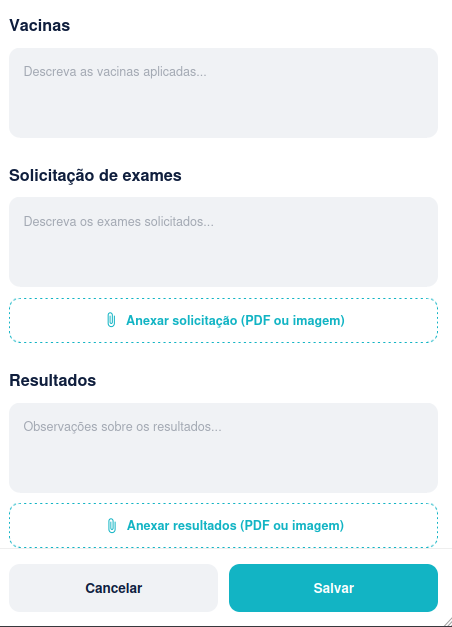 Vacinas
Descreva as vacinas aplicadas...
Solicitação de exames
Descreva os exames solicitados...
Anexar solicitação (PDF ou imagem)
Resultados
Observações sobre os resultados...
Anexar resultados (PDF ou imagem)
Cancelar
Salvar